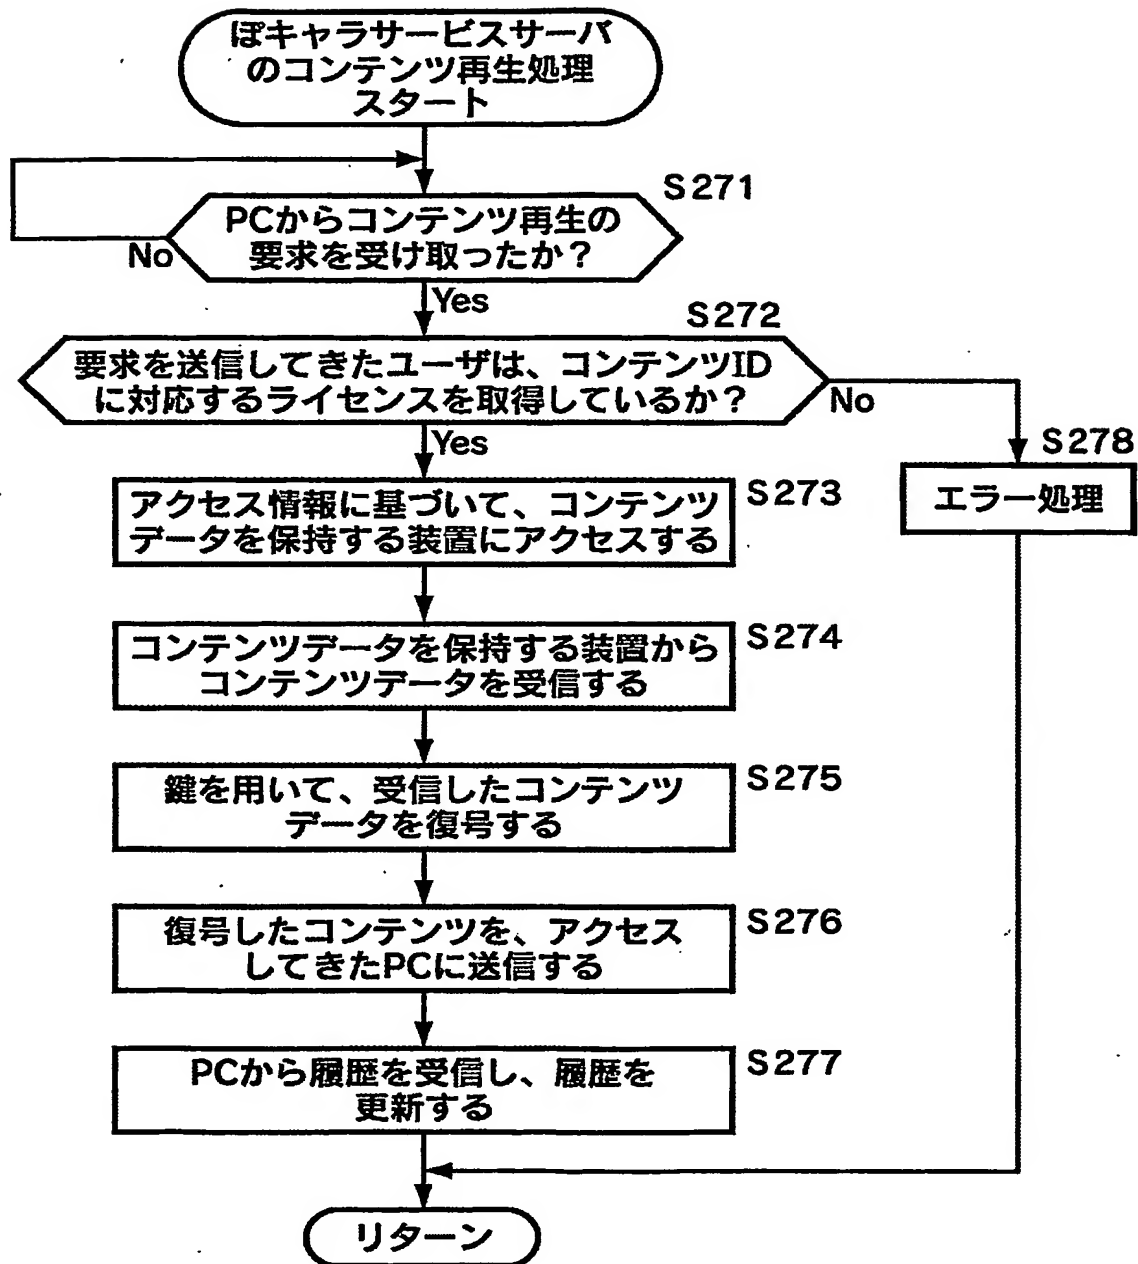 ぽキャラサービスサーバ
のコンテンツ再生処理
スタート
S271
PCからコンテンツ再生の
要求を受け取ったか？
No
Yes
S272
要求を送信してきたユーザは、コンテンツID
に対応するライセンスを取得しているか？
No
Yes
S278
エラー処理
S273
アクセス情報に基づいて、コンテンツ
データを保持する装置にアクセスする
S274
コンテンツデータを保持する装置から
コンテンツデータを受信する
S275
鍵を用いて、受信したコンテンツ
データを復号する
S276
復号したコンテンツを、アクセス
してきたPCに送信する
S277
PCから履歴を受信し、履歴を
更新する
リターン